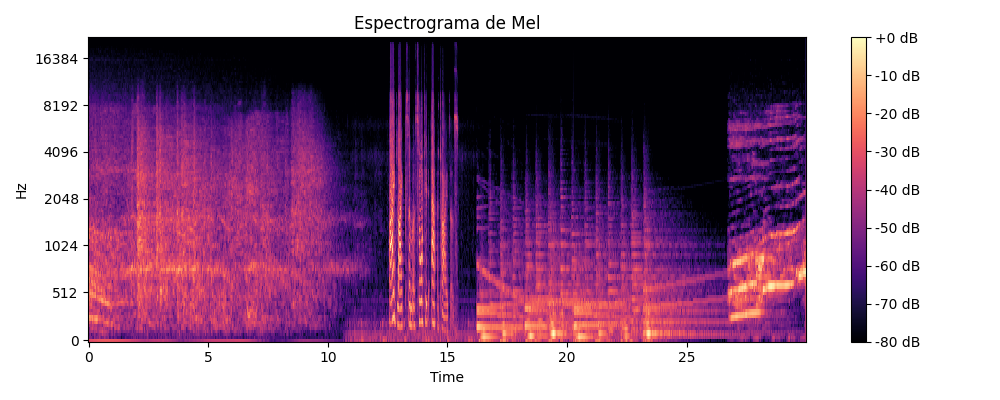 Espectrograma de Mel
Hz
16384
8192
4096
2048
1024
512
0
0 5 10 15 20 25
Time
+0 dB
-10 dB
-20 dB
-30 dB
-40 dB
-50 dB
-60 dB
-70 dB
-80 dB